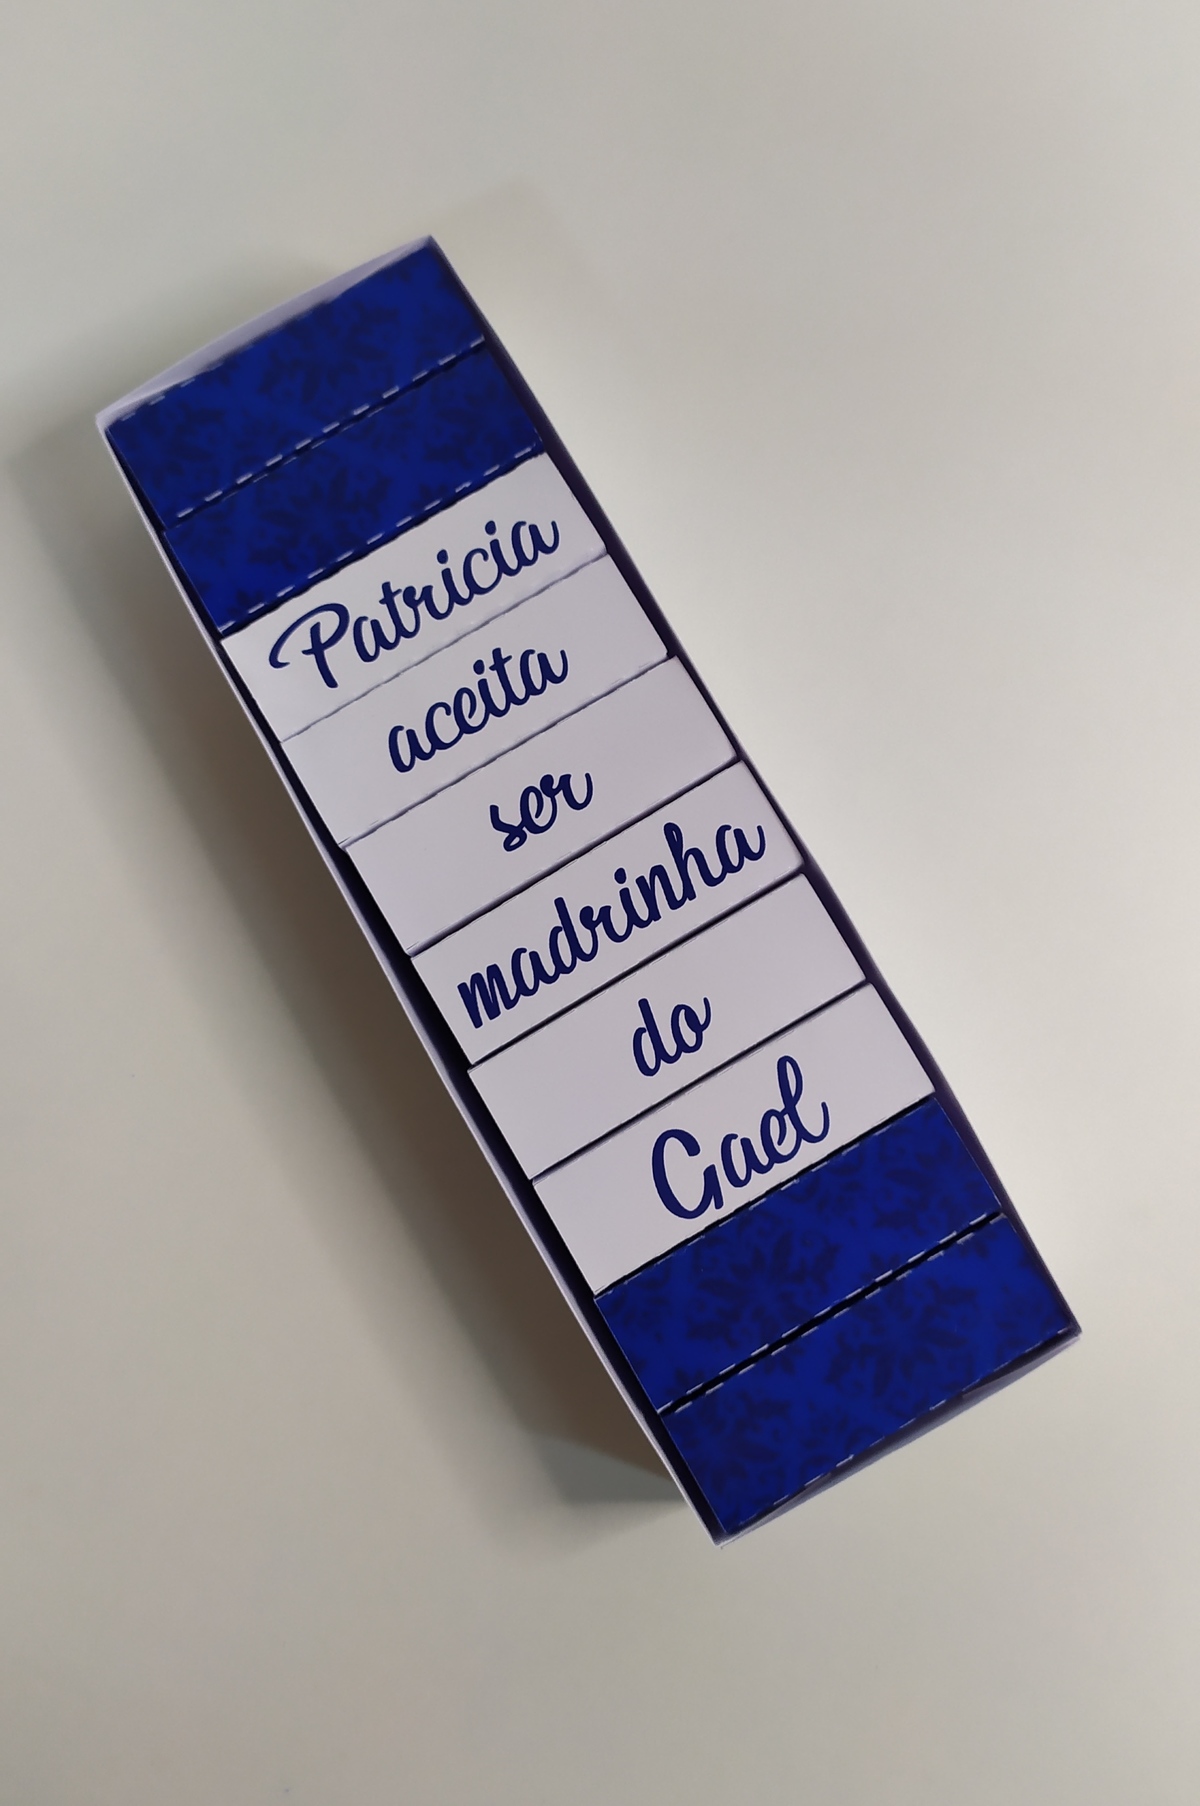 Patricia
aceita
ser
madrinha
do
Gael